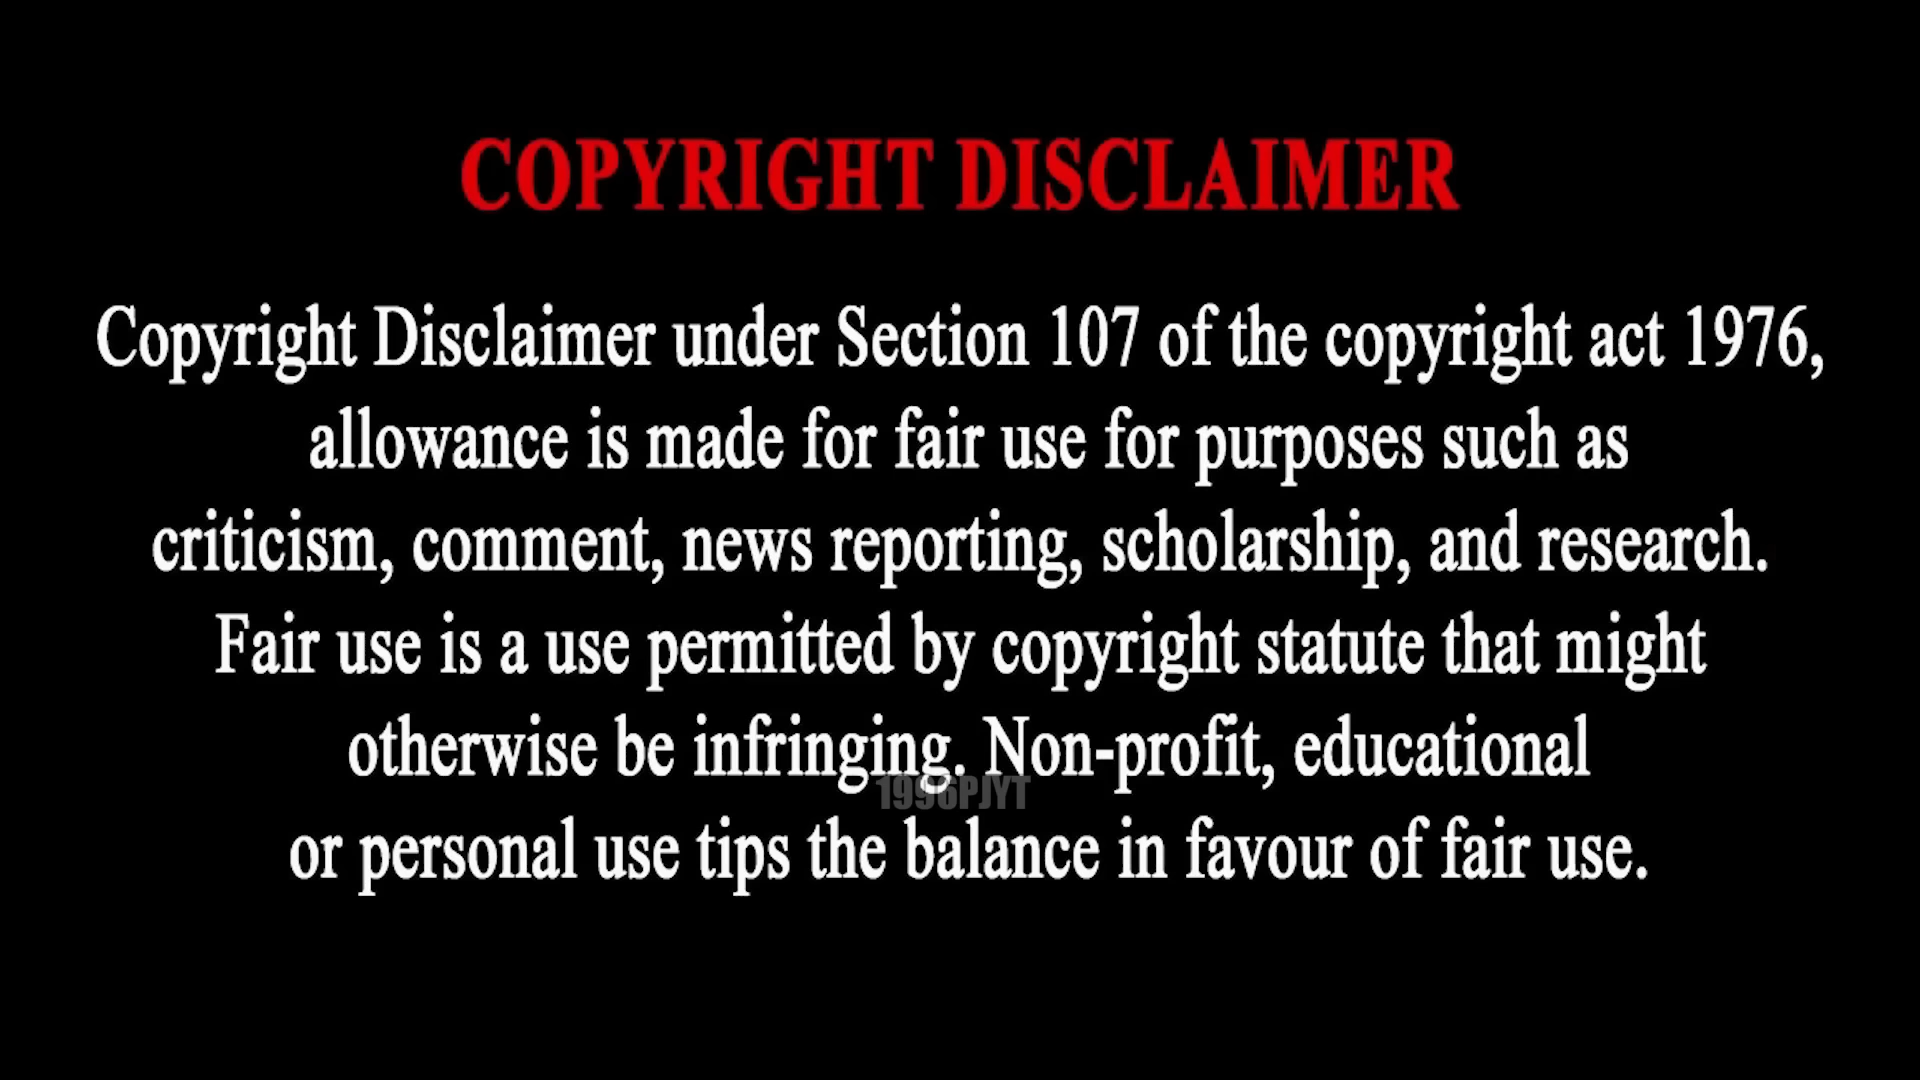 COPYRIGHT DISCLAIMER
Copyright Disclaimer under Section 107 of the copyright act 1976,
allowance is made for fair use for purposes such as
criticism, comment, news reporting, scholarship, and research.
Fair use is a use permitted by copyright statute that might
otherwise be infringing. Non-profit, educational
1996PJYT
or personal use tips the balance in favour of fair use.